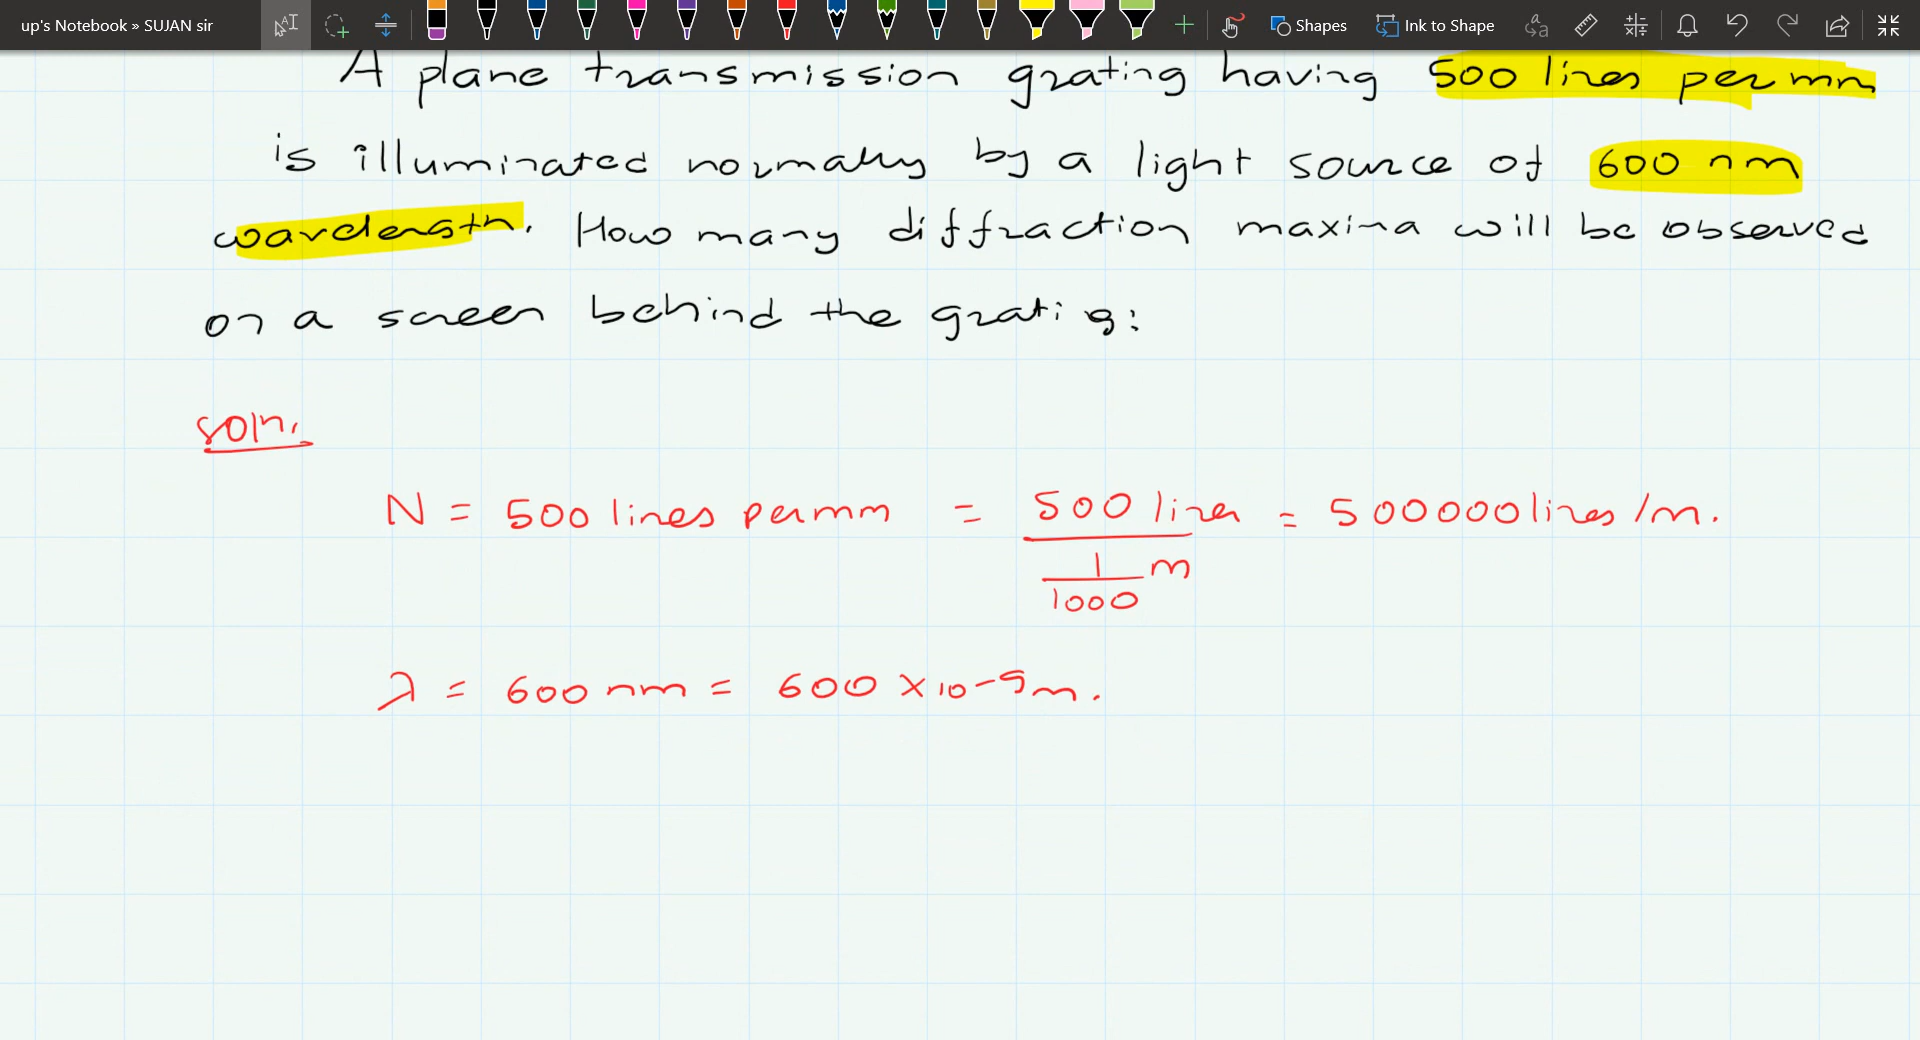 up's Notebook » SUJAN sir Shapes Ink to Shape
A plane transmission grating having 500 lines per mm
is illuminated normally by a light source of 600 nm
wavelength. How many diffraction maxima will be observed
on a screen behind the grating:
soln.
N = 500 lines per mm = 500 lines / 1/1000 m = 500000 lines /m.
λ = 600 nm = 600 × 10-9 m.